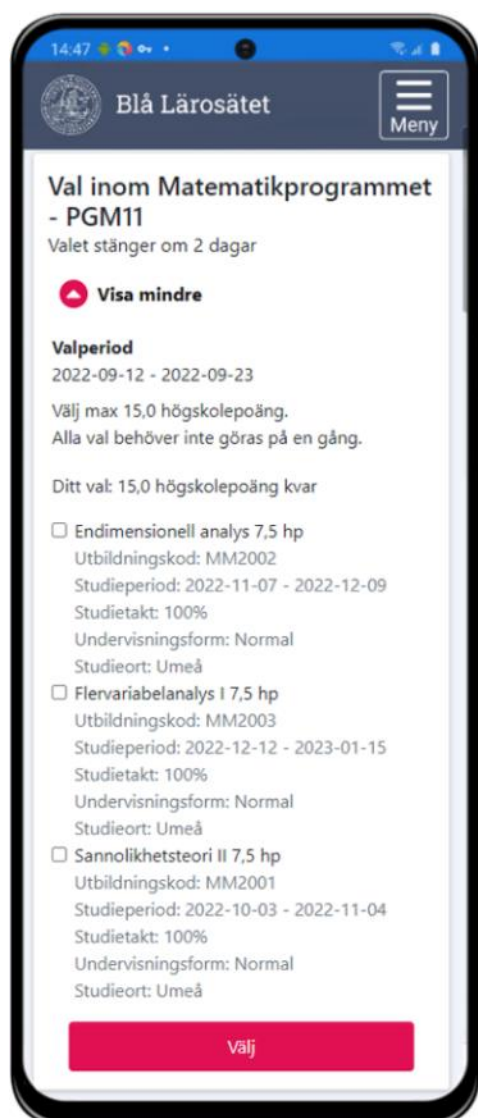 14:47
Blå Lärosätet
Meny
Val inom Matematikprogrammet
- PGM11
Valet stänger om 2 dagar
Visa mindre
Valperiod
2022-09-12 - 2022-09-23
Välj max 15,0 högskolepoäng.
Alla val behöver inte göras på en gång.
Ditt val: 15,0 högskolepoäng kvar
Endimensionell analys 7,5 hp
Utbildningskod: MM2002
Studieperiod: 2022-11-07 - 2022-12-09
Studietakt: 100%
Undervisningsform: Normal
Studieort: Umeå
Flervariabelanalys I 7,5 hp
Utbildningskod: MM2003
Studieperiod: 2022-12-12 - 2023-01-15
Studietakt: 100%
Undervisningsform: Normal
Studieort: Umeå
Sannolikhetsteori II 7,5 hp
Utbildningskod: MM2001
Studieperiod: 2022-10-03 - 2022-11-04
Studietakt: 100%
Undervisningsform: Normal
Studieort: Umeå
Välj